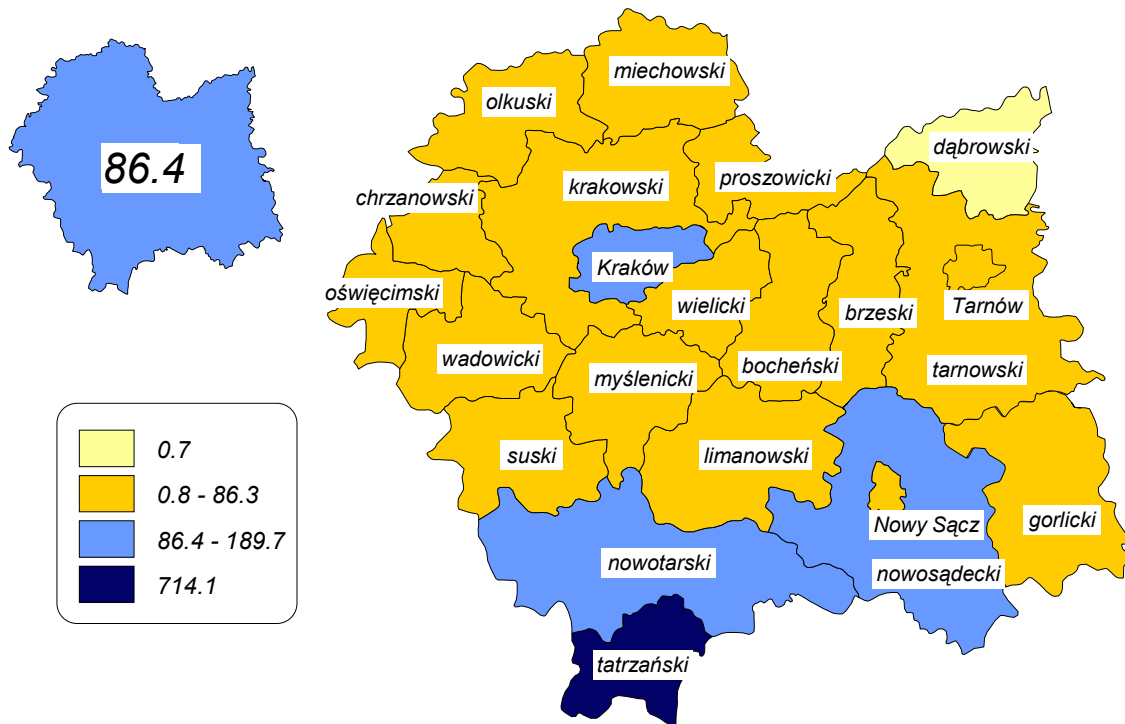 miechowski
olkuski
dąbrowski
86.4
proszowicki
krakowski
chrzanowski
Kraków
oświęcimski
wielicki
brzeski
Tarnów
wadowicki
myślenicki
bocheński
tarnowski
suski
limanowski
0.7
0.8 - 86.3
86.4 - 189.7
714.1
Nowy Sącz
gorlicki
nowotarski
nowosądecki
tatrzański